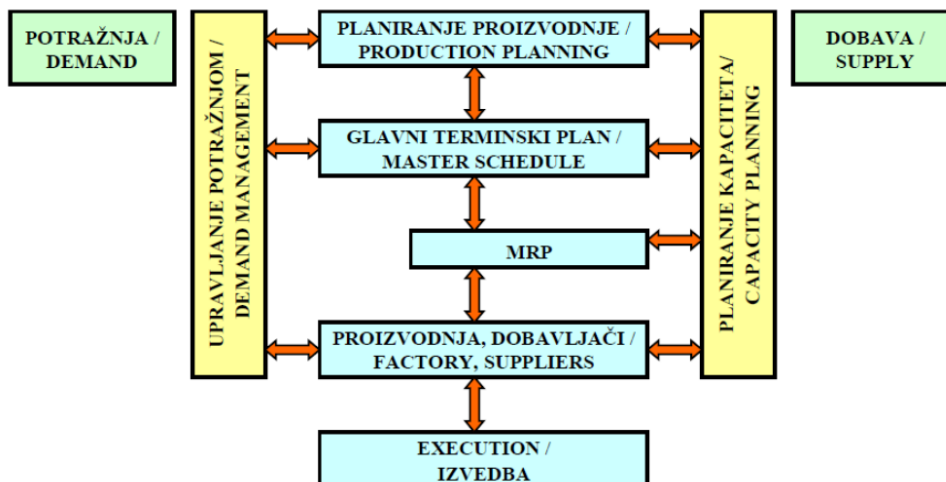 POTRAŽNJA /
DEMAND
UPRAVLJANJE POTRAŽNJOM /
DEMAND MANAGEMENT
PLANIRANJE PROIZVODNJE /
PRODUCTION PLANNING
GLAVNI TERMINSKI PLAN /
MASTER SCHEDULE
MRP
PROIZVODNJA, DOBAVLJAČI /
FACTORY, SUPPLIERS
EXECUTION /
IZVEDBA
PLANIRANJE KAPACITETA/
CAPACITY PLANNING
DOBAVA /
SUPPLY